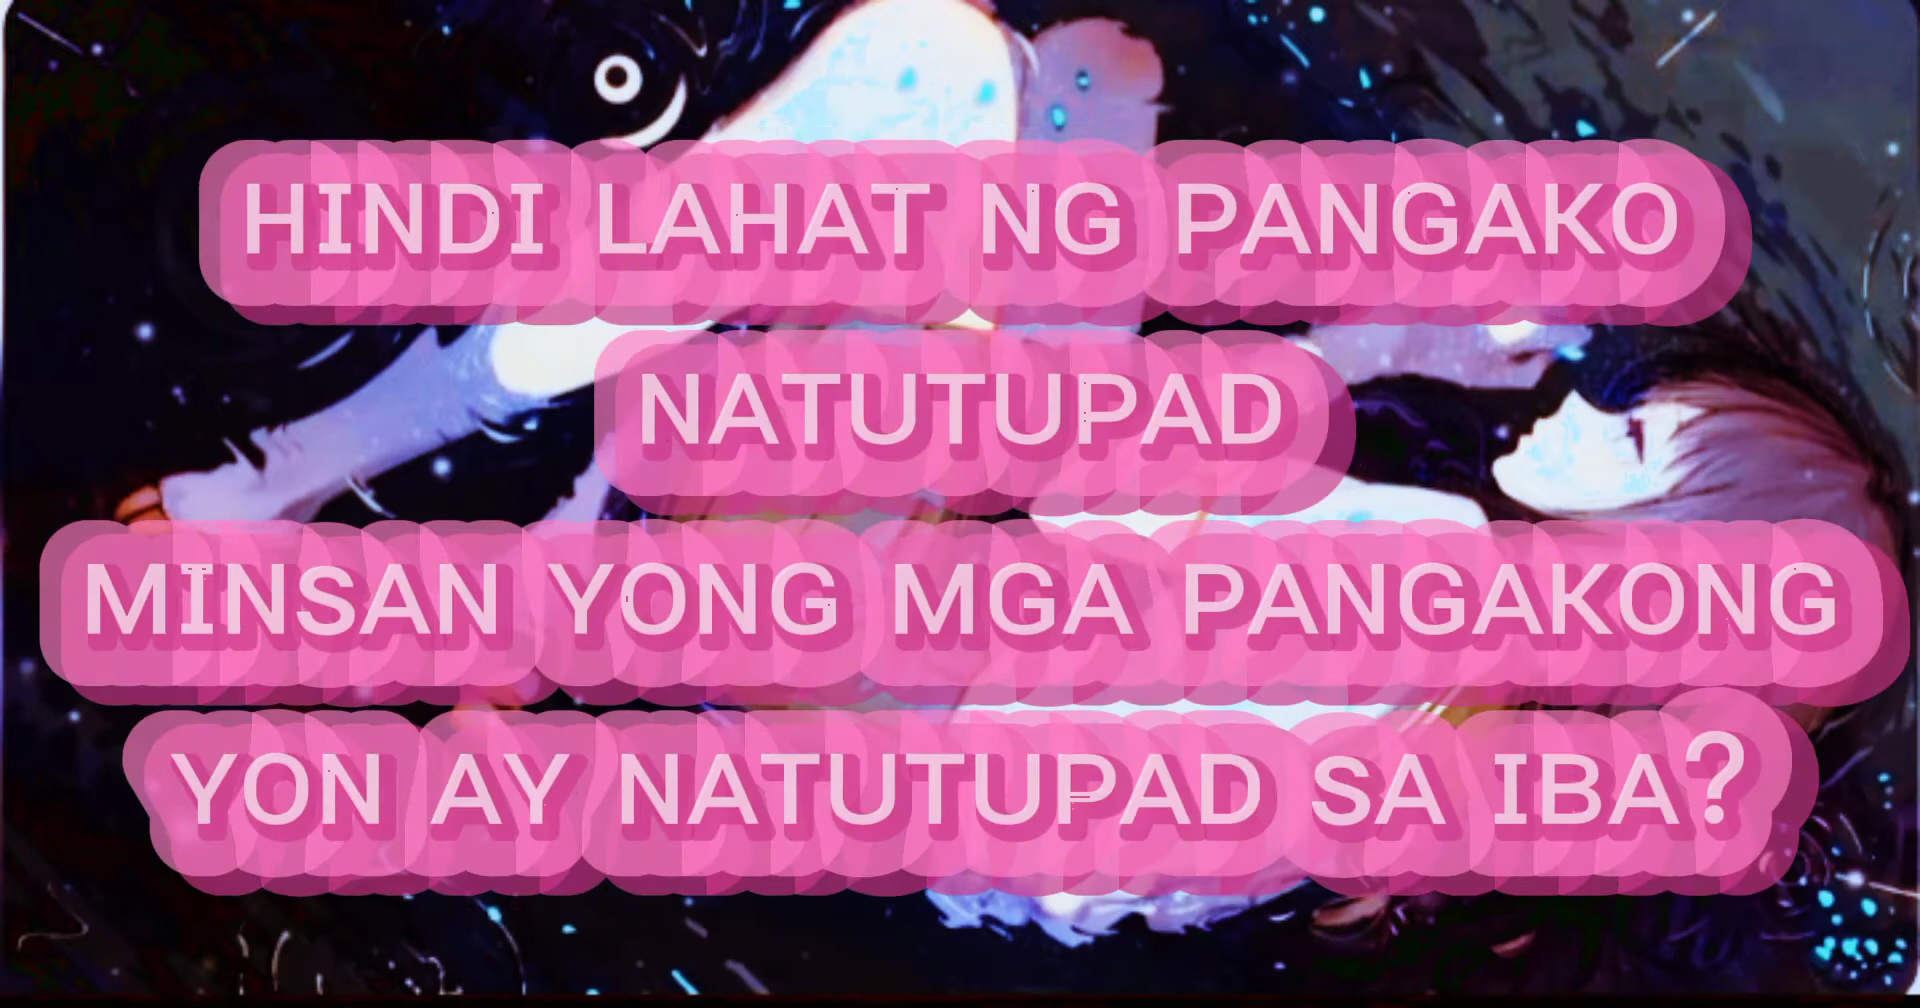 HINDI LAHAT NG PANGAKO
NATUTUPAD
MINSAN YONG MGA PANGAKONG
YON AY NATUTUPAD SA IBA?